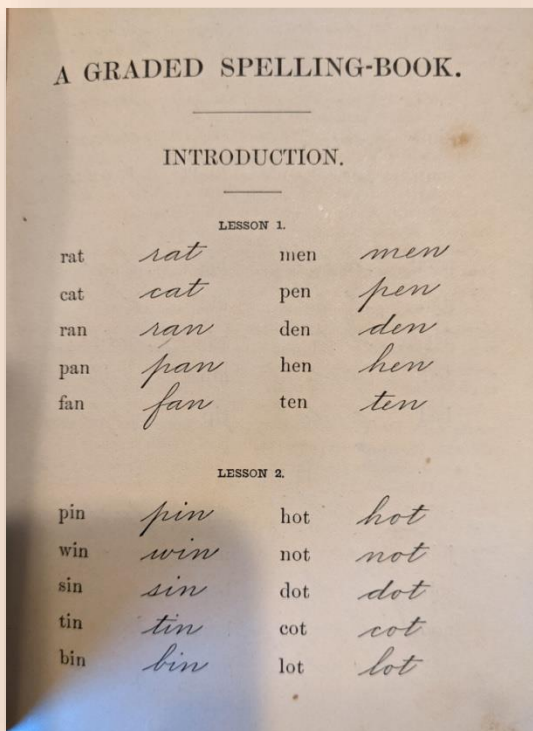 A GRADED SPELLING-BOOK.
INTRODUCTION.
LESSON 1.
rat rat men men
cat cat pen pen
ran ran den den
pan pan hen hen
fan fan ten ten
LESSON 2.
pin pin hot hot
win win not not
sin sin dot dot
tin tin cot cot
bin bin lot lot